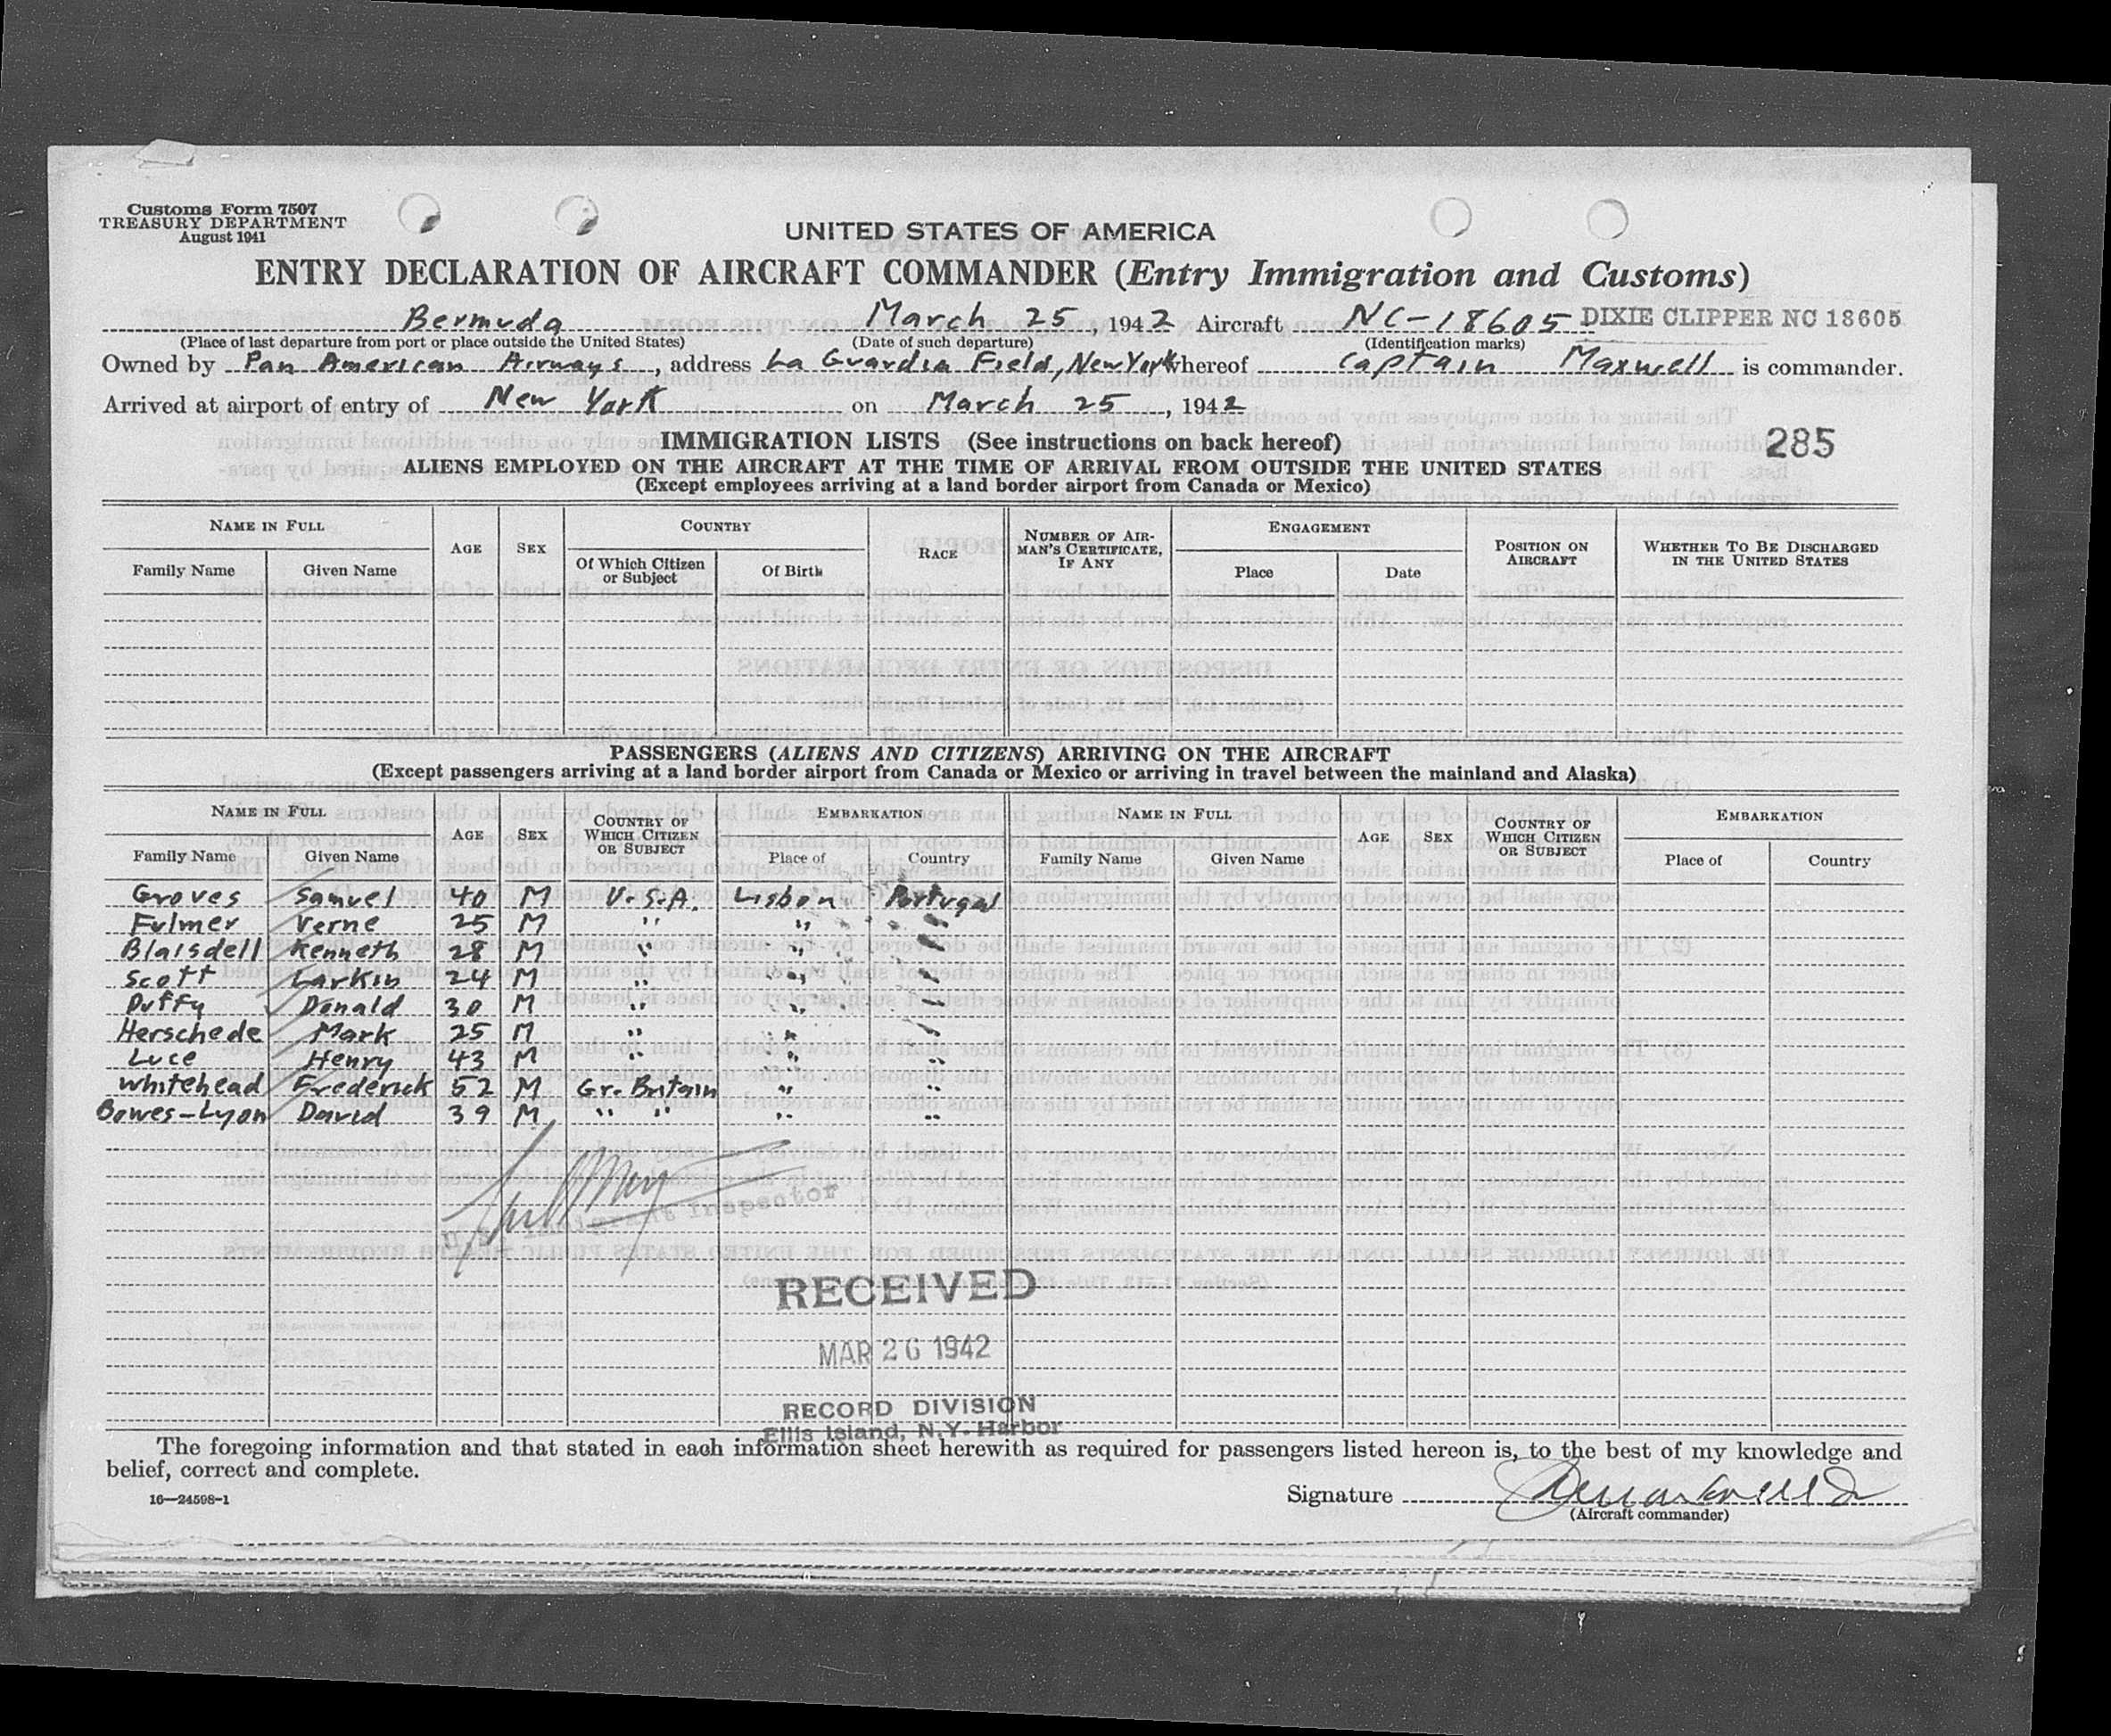 Customs Form 7507
TREASURY DEPARTMENT
August 1941
UNITED STATES OF AMERICA
ENTRY DECLARATION OF AIRCRAFT COMMANDER (Entry Immigration and Customs)
Bermuda March 25, 1942 Aircraft NC-18605 DIXIE CLIPPER NC 18605
(Place of last departure from port or place outside the United States) (Date of such departure) (Identification marks)
Owned by Pan American Airways, address La Guardia Field, New York whereof Captain Maxwell is commander.
Arrived at airport of entry of New York on March 25, 1942
IMMIGRATION LISTS (See instructions on back hereof) 285
ALIENS EMPLOYED ON THE AIRCRAFT AT THE TIME OF ARRIVAL FROM OUTSIDE THE UNITED STATES
(Except employees arriving at a land border airport from Canada or Mexico)
NAME IN FULL AGE SEX COUNTRY RACE NUMBER OF AIRMAN'S CERTIFICATE, IF ANY ENGAGEMENT POSITION ON AIRCRAFT WHETHER TO BE DISCHARGED IN THE UNITED STATES
Family Name Given Name Of Which Citizen or Subject Of Birth Place Date
PASSENGERS (ALIENS AND CITIZENS) ARRIVING ON THE AIRCRAFT
(Except passengers arriving at a land border airport from Canada or Mexico or arriving in travel between the mainland and Alaska)
NAME IN FULL AGE SEX COUNTRY OF WHICH CITIZEN OR SUBJECT EMBARKATION NAME IN FULL AGE SEX COUNTRY OF WHICH CITIZEN OR SUBJECT EMBARKATION
Family Name Given Name Place of Country Family Name Given Name Place of Country
Groves Samuel 40 M U.S.A. Lisbon Portugal
Fulmer Verne 25 M " " "
Blaisdell Kenneth 28 M " " "
Scott Larkin 24 M " " "
Duffy Donald 30 M " " "
Herschede Mark 25 M " " "
Luce Henry 43 M " " "
Whitehead Frederick 52 M Gr. Britain " "
Bowes-Lyon David 39 M " " " "
U.S. Immigrant Inspector
RECEIVED
MAR 26 1942
RECORD DIVISION
Ellis Island, N.Y. Harbor
The foregoing information and that stated in each information sheet herewith as required for passengers listed hereon is, to the best of my knowledge and
belief, correct and complete.
16—24598-1
Signature
(Aircraft commander)